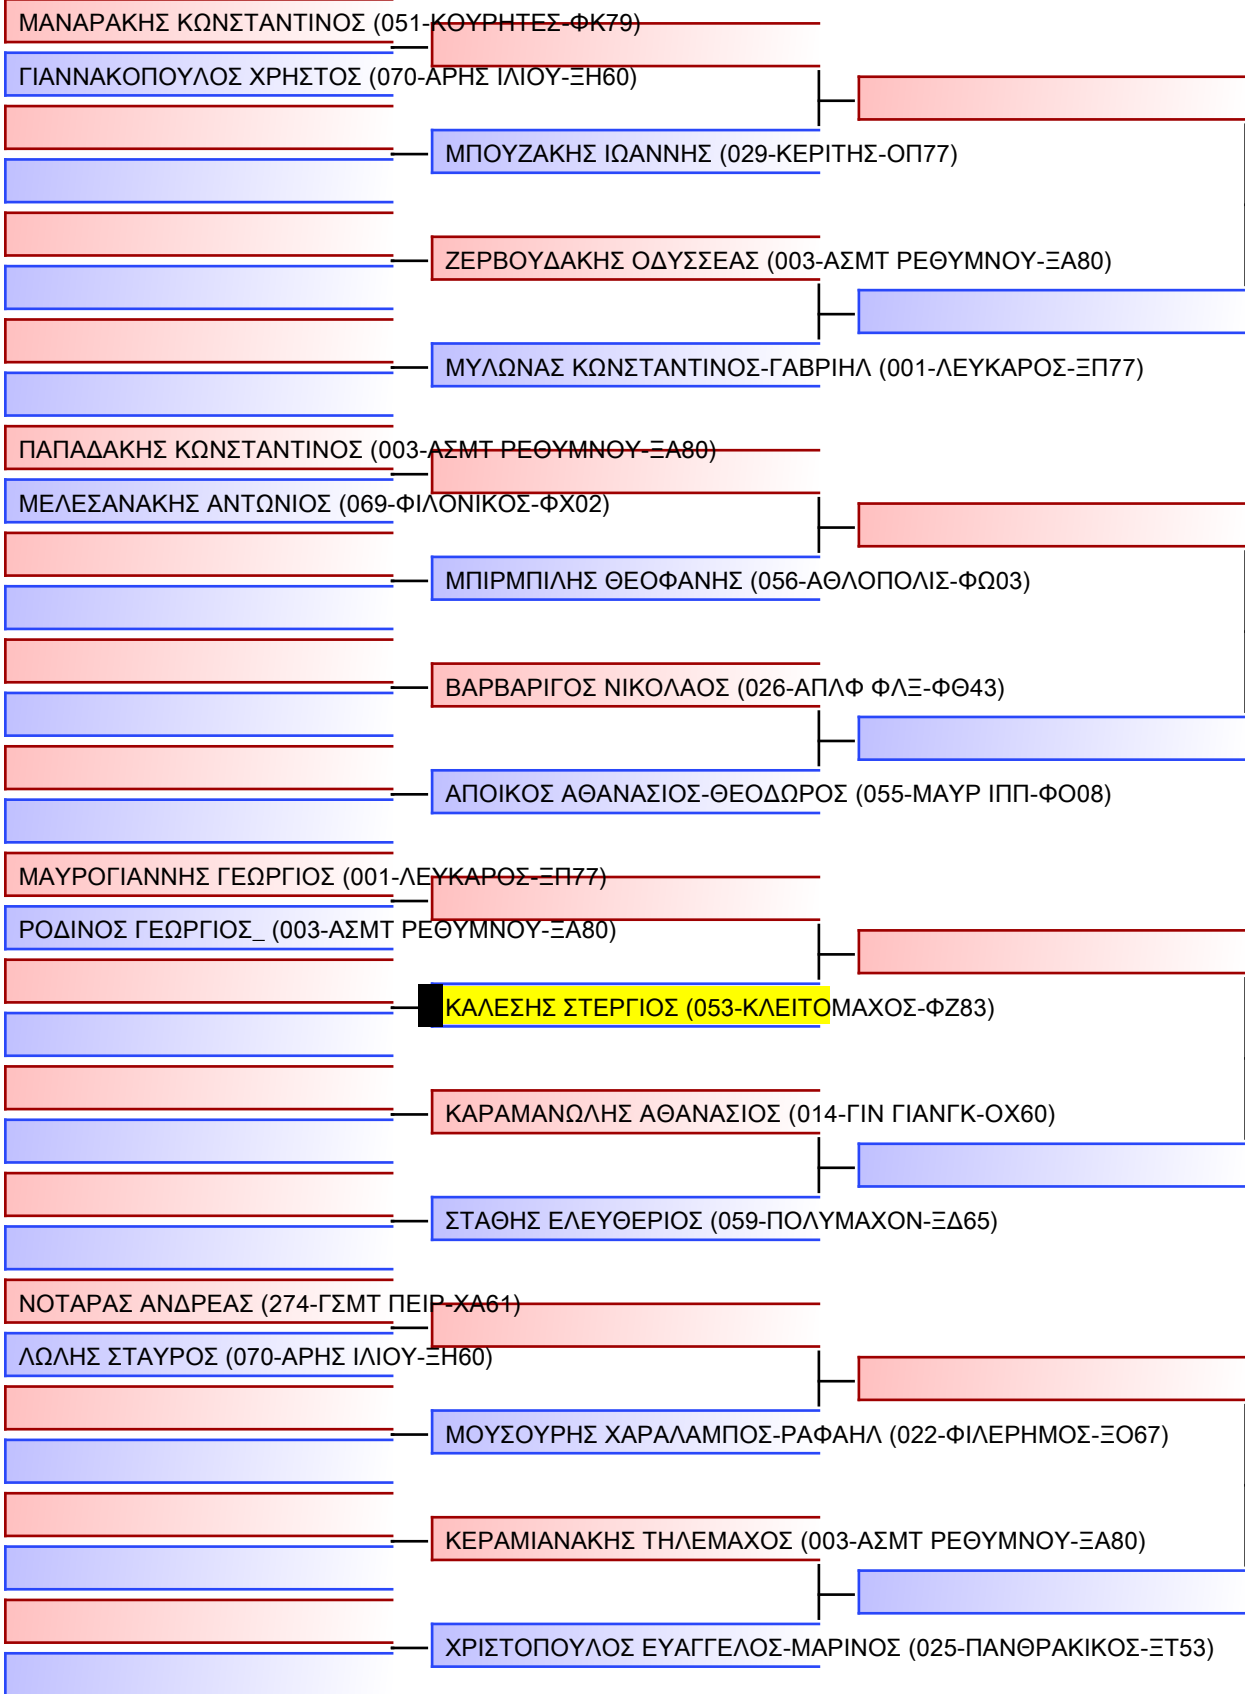 ΜΑΝΑΡΑΚΗΣ ΚΩΝΣΤΑΝΤΙΝΟΣ (051-ΚΟΥΡΗΤΕΣ-ΦΚ79)
ΓΙΑΝΝΑΚΟΠΟΥΛΟΣ ΧΡΗΣΤΟΣ (070-ΑΡΗΣ ΙΛΙΟΥ-ΞΗ60)
ΜΠΟΥΖΑΚΗΣ ΙΩΑΝΝΗΣ (029-ΚΕΡΙΤΗΣ-ΟΠ77)
ΖΕΡΒΟΥΔΑΚΗΣ ΟΔΥΣΣΕΑΣ (003-ΑΣΜΤ ΡΕΘΥΜΝΟΥ-ΞΑ80)
ΜΥΛΩΝΑΣ ΚΩΝΣΤΑΝΤΙΝΟΣ-ΓΑΒΡΙΗΛ (001-ΛΕΥΚΑΡΟΣ-ΞΠ77)
ΠΑΠΑΔΑΚΗΣ ΚΩΝΣΤΑΝΤΙΝΟΣ (003-ΑΣΜΤ ΡΕΘΥΜΝΟΥ-ΞΑ80)
ΜΕΛΕΣΑΝΑΚΗΣ ΑΝΤΩΝΙΟΣ (069-ΦΙΛΟΝΙΚΟΣ-ΦΧ02)
ΜΠΙΡΜΠΙΛΗΣ ΘΕΟΦΑΝΗΣ (056-ΑΘΛΟΠΟΛΙΣ-ΦΩ03)
ΒΑΡΒΑΡΙΓΟΣ ΝΙΚΟΛΑΟΣ (026-ΑΠΛΦ ΦΛΞ-ΦΘ43)
ΑΠΟΙΚΟΣ ΑΘΑΝΑΣΙΟΣ-ΘΕΟΔΩΡΟΣ (055-ΜΑΥΡ ΙΠΠ-ΦΟ08)
ΜΑΥΡΟΓΙΑΝΝΗΣ ΓΕΩΡΓΙΟΣ (001-ΛΕΥΚΑΡΟΣ-ΞΠ77)
ΡΟΔΙΝΟΣ ΓΕΩΡΓΙΟΣ_ (003-ΑΣΜΤ ΡΕΘΥΜΝΟΥ-ΞΑ80)
ΚΑΛΕΣΗΣ ΣΤΕΡΓΙΟΣ (053-ΚΛΕΙΤΟΜΑΧΟΣ-ΦΖ83)
ΚΑΡΑΜΑΝΩΛΗΣ ΑΘΑΝΑΣΙΟΣ (014-ΓΙΝ ΓΙΑΝΓΚ-ΟΧ60)
ΣΤΑΘΗΣ ΕΛΕΥΘΕΡΙΟΣ (059-ΠΟΛΥΜΑΧΟΝ-ΞΔ65)
ΝΟΤΑΡΑΣ ΑΝΔΡΕΑΣ (274-ΓΣΜΤ ΠΕΙΡ-ΧΑ61)
ΛΩΛΗΣ ΣΤΑΥΡΟΣ (070-ΑΡΗΣ ΙΛΙΟΥ-ΞΗ60)
ΜΟΥΣΟΥΡΗΣ ΧΑΡΑΛΑΜΠΟΣ-ΡΑΦΑΗΛ (022-ΦΙΛΕΡΗΜΟΣ-ΞΟ67)
ΚΕΡΑΜΙΑΝΑΚΗΣ ΤΗΛΕΜΑΧΟΣ (003-ΑΣΜΤ ΡΕΘΥΜΝΟΥ-ΞΑ80)
ΧΡΙΣΤΟΠΟΥΛΟΣ ΕΥΑΓΓΕΛΟΣ-ΜΑΡΙΝΟΣ (025-ΠΑΝΘΡΑΚΙΚΟΣ-ΞΤ53)